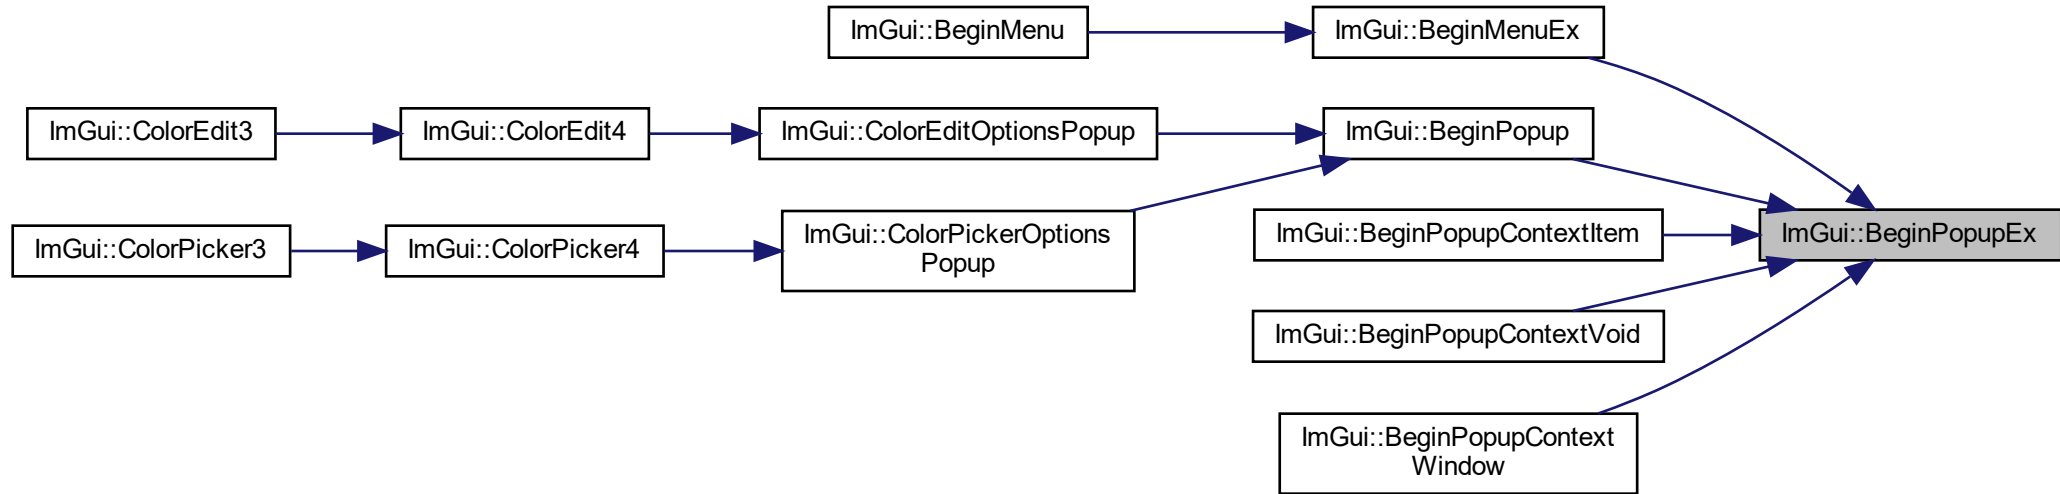 ImGui::BeginMenu
ImGui::BeginMenuEx
ImGui::ColorEdit3
ImGui::ColorEdit4
ImGui::ColorEditOptionsPopup
ImGui::BeginPopup
ImGui::ColorPicker3
ImGui::ColorPicker4
ImGui::ColorPickerOptions
Popup
ImGui::BeginPopupContextItem
ImGui::BeginPopupEx
ImGui::BeginPopupContextVoid
ImGui::BeginPopupContext
Window